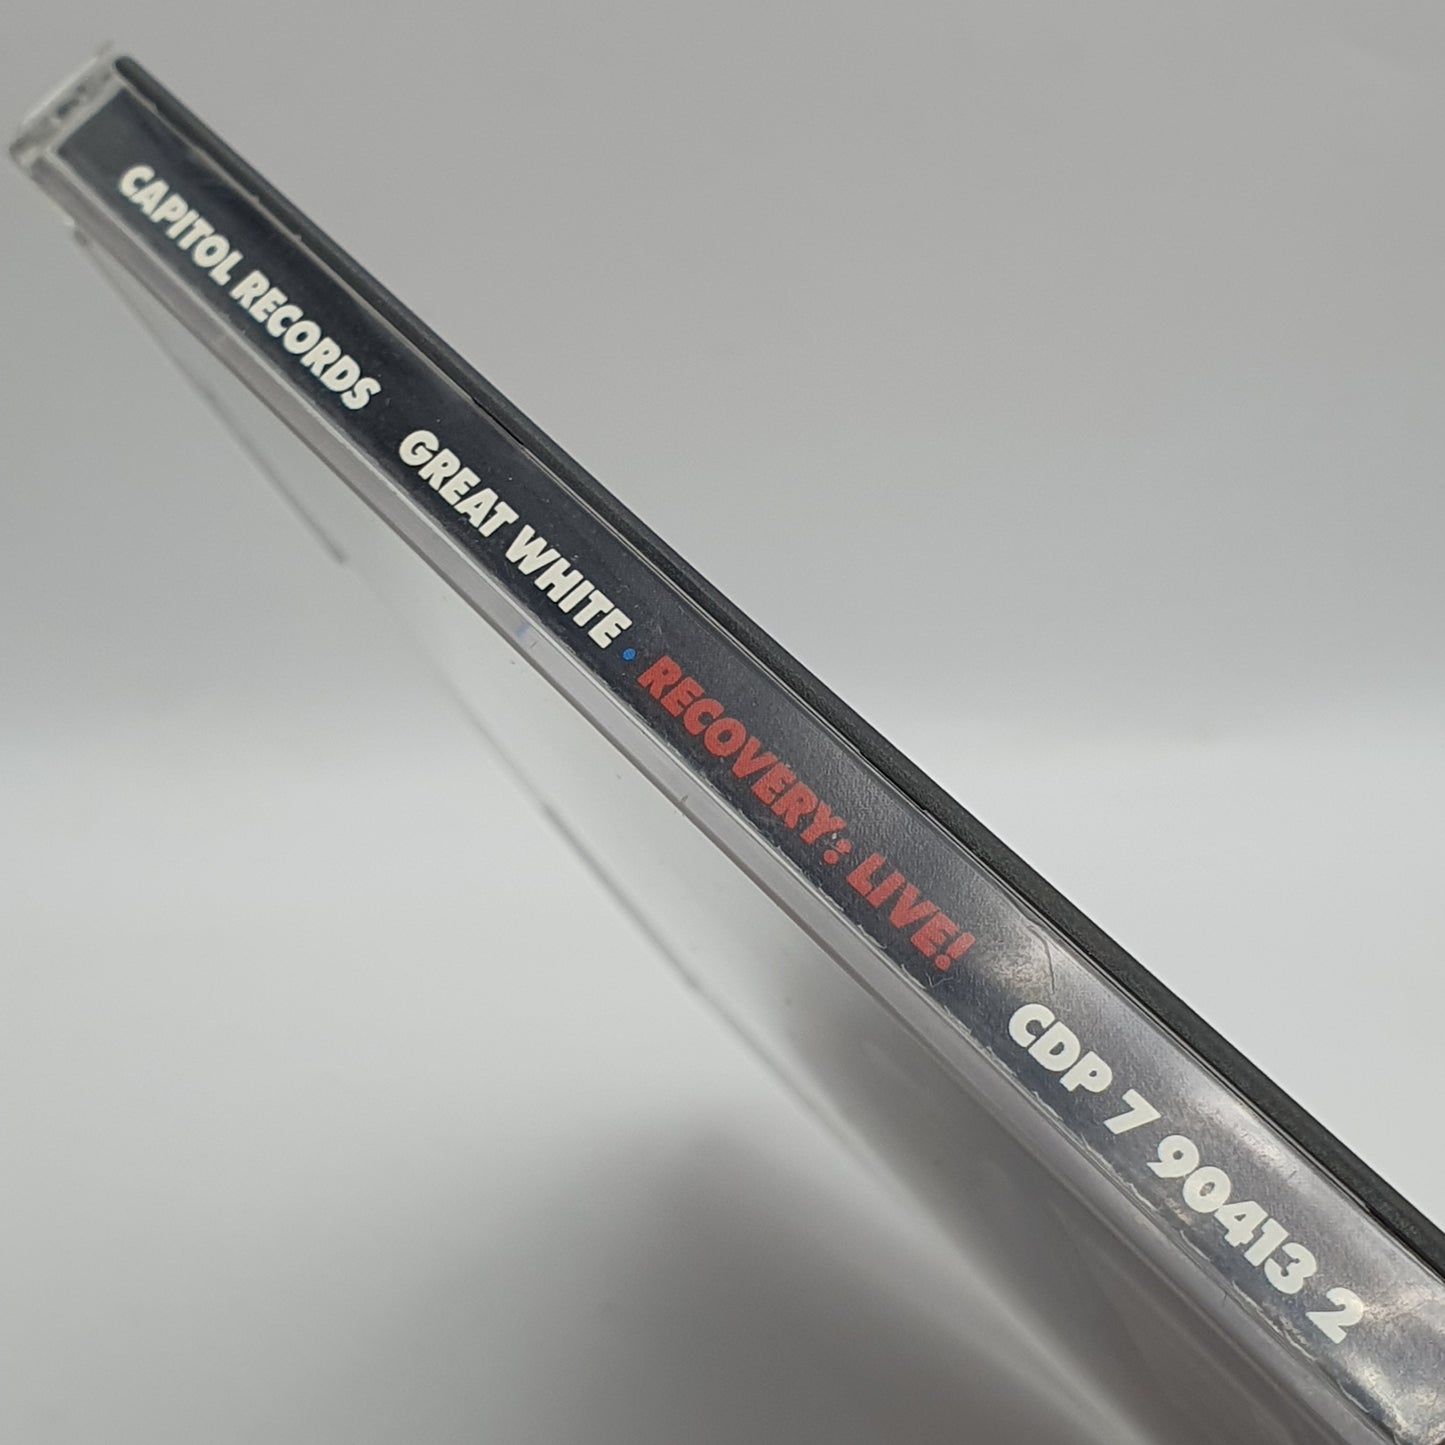 CAPITOL RECORDS GREAT WHITE • RECOVERY: LIVE! CDP 7 90413 2